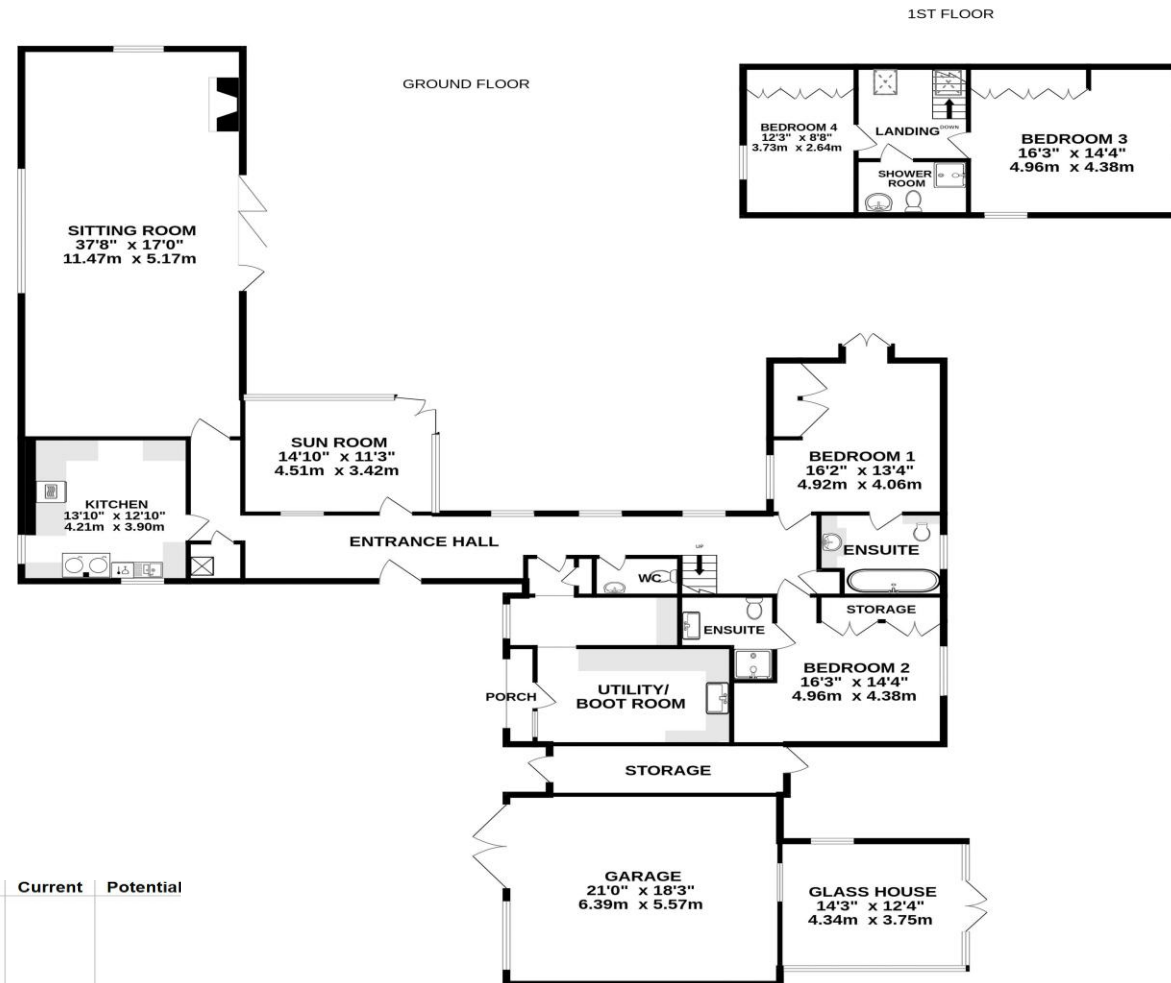 1ST FLOOR
GROUND FLOOR
BEDROOM 4
12'3" x 8'8"
3.73m x 2.64m
LANDING
DOWN
BEDROOM 3
16'3" x 14'4"
4.96m x 4.38m
SHOWER
ROOM
SITTING ROOM
37'8" x 17'0"
11.47m x 5.17m
SUN ROOM
14'10" x 11'3"
4.51m x 3.42m
BEDROOM 1
16'2" x 13'4"
4.92m x 4.06m
KITCHEN
13'10" x 12'10"
4.21m x 3.90m
ENTRANCE HALL
UP
ENSUITE
WC
STORAGE
ENSUITE
BEDROOM 2
16'3" x 14'4"
4.96m x 4.38m
PORCH
UTILITY/
BOOT ROOM
STORAGE
GARAGE
21'0" x 18'3"
6.39m x 5.57m
GLASS HOUSE
14'3" x 12'4"
4.34m x 3.75m
Current Potential